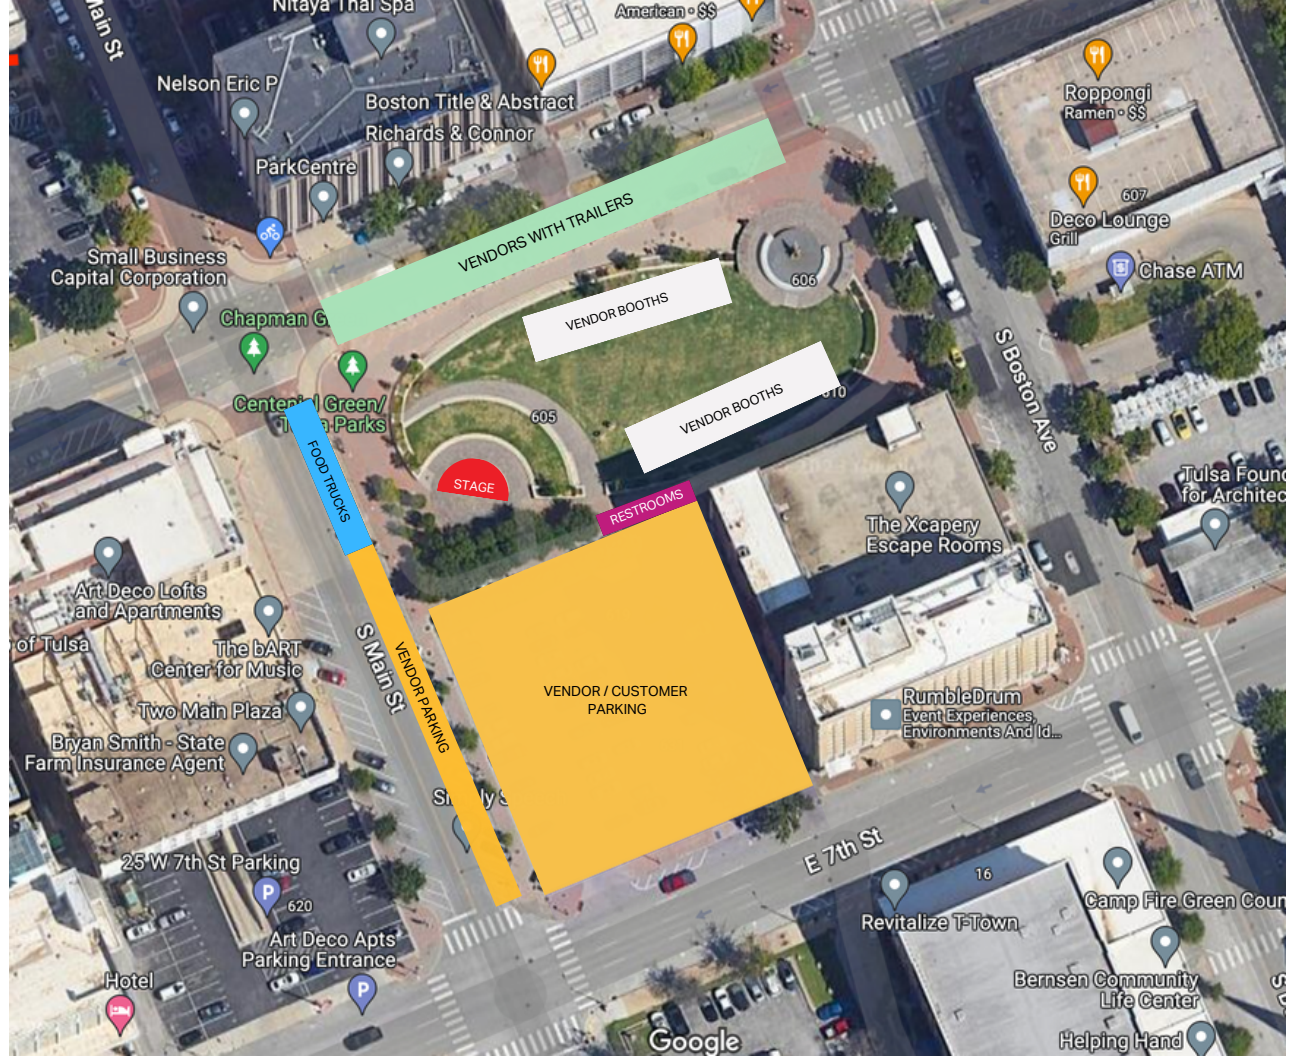 Main St
Nitaya Thai Spa
American • $$
Nelson Eric P
Boston Title & Abstract
Richards & Connor
ParkCentre
Roppongi
Ramen • $$
607
Deco Lounge
Grill
Chase ATM
Small Business
Capital Corporation
VENDORS WITH TRAILERS
606
VENDOR BOOTHS
Chapman G
Centenial Green/
Parks
605
VENDOR BOOTHS
610
S Boston Ave
FOOD TRUCKS
STAGE
RESTROOMS
Tulsa Found
for Architec
The Xcapery
Escape Rooms
Art Deco Lofts
and Apartments
of Tulsa
The bART
Center for Music
S Main St
VENDOR PARKING
VENDOR / CUSTOMER
PARKING
Two Main Plaza
RumbleDrum
Event Experiences,
Environments And Id...
Bryan Smith - State
Farm Insurance Agent
E 7th St
25 W 7th St Parking
620
16
Camp Fire Green Coun
Revitalize T-Town
Art Deco Apts
Parking Entrance
Hotel
Bernsen Community
Life Center
Google
Helping Hand